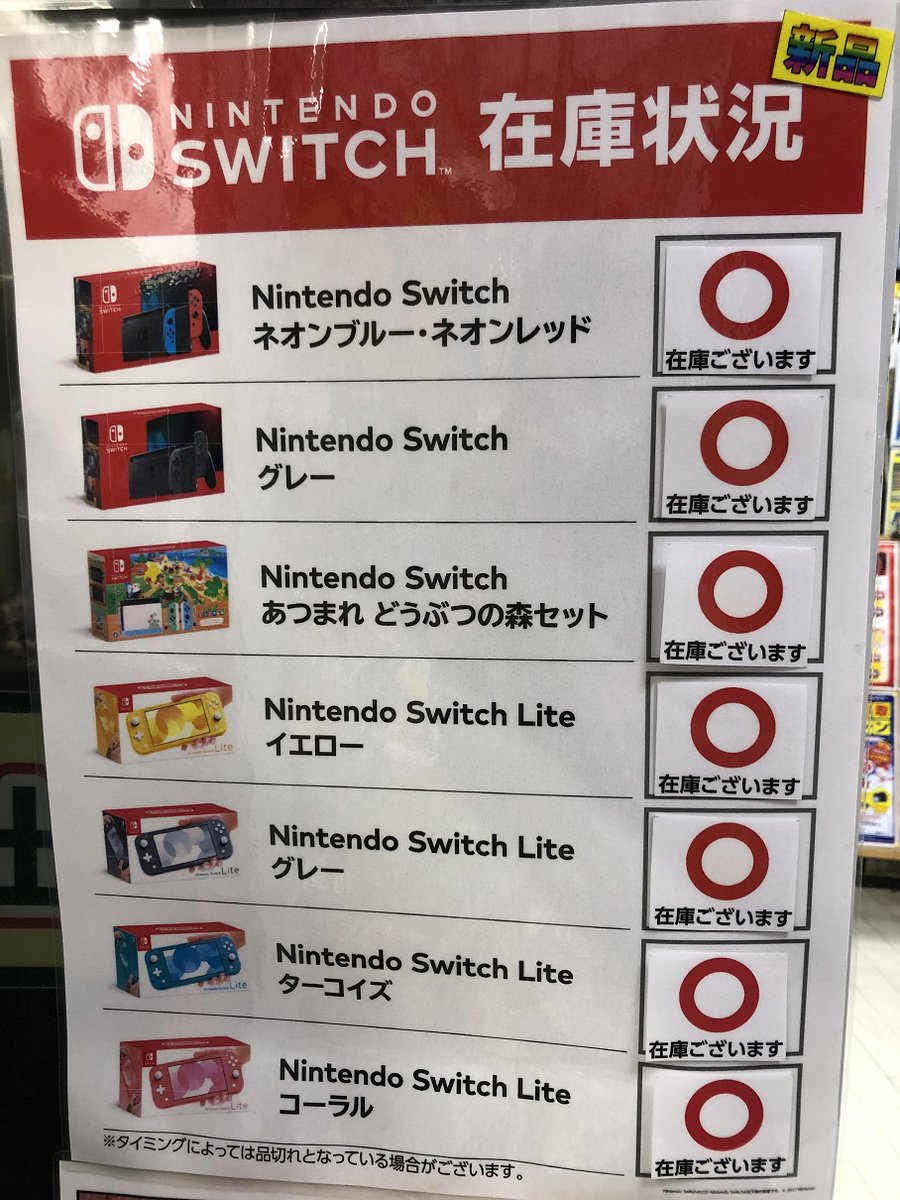 新品
NINTENDO
SWITCH™ 在庫状況
Nintendo Switch
ネオンブルー・ネオンレッド
在庫ございます
Nintendo Switch
グレー
在庫ございます
Nintendo Switch
あつまれ どうぶつの森セット
在庫ございます
Nintendo Switch Lite
イエロー
在庫ございます
Nintendo Switch Lite
グレー
在庫ございます
Nintendo Switch Lite
ターコイズ
在庫ございます
Nintendo Switch Lite
コーラル
在庫ございます
※タイミングによっては品切れとなっている場合がございます。